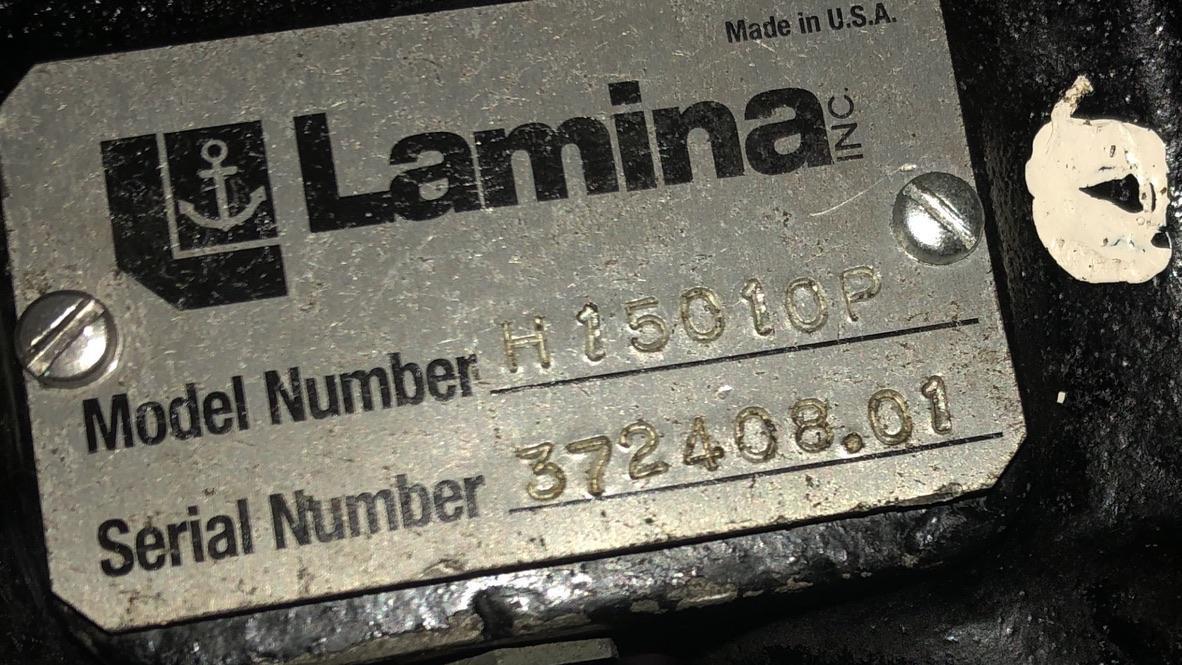 Made in U.S.A.
Lamina INC.
Model Number H15010P
Serial Number 372408.01